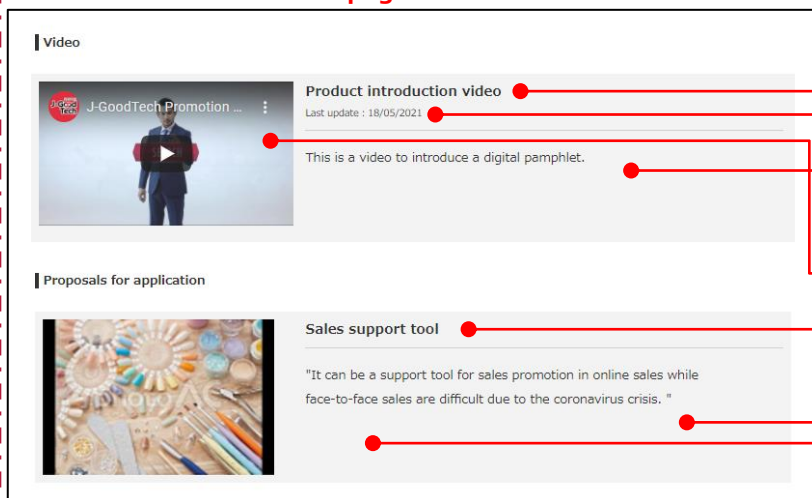 Video
J-GoodTech Promotion ...
J-Good
Tech
Product introduction video
Last update : 18/05/2021
This is a video to introduce a digital pamphlet.
Proposals for application
Sales support tool
"It can be a support tool for sales promotion in online sales while
face-to-face sales are difficult due to the coronavirus crisis. "